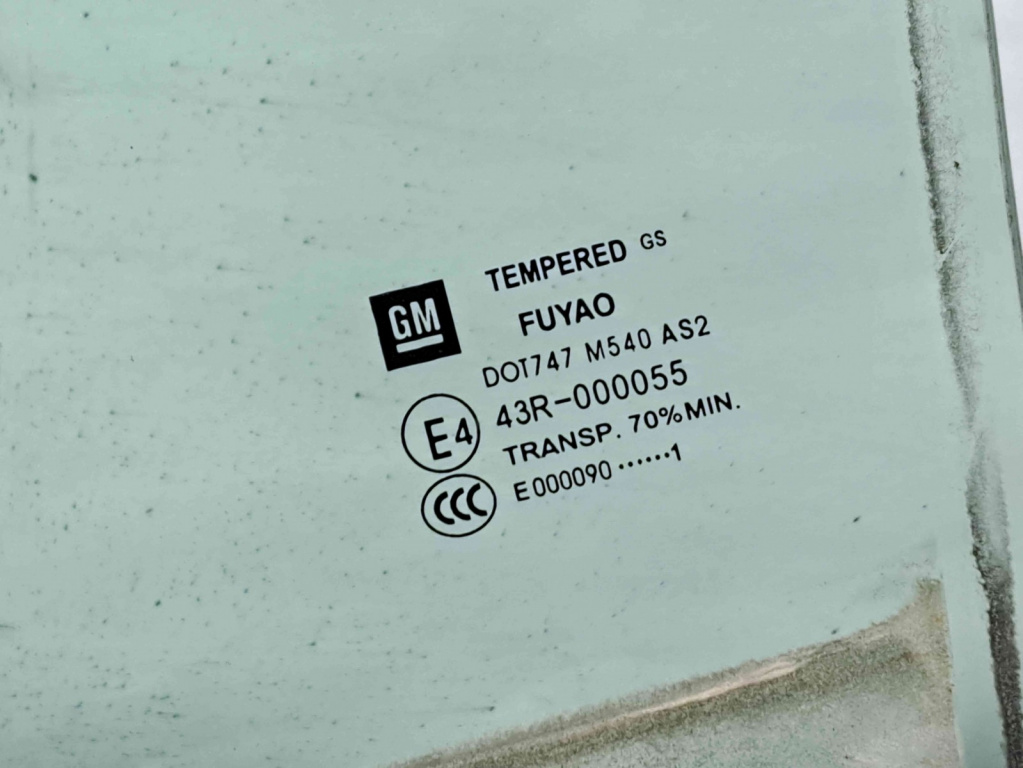 TEMPERED GS
GM
FUYAO
DOT747 M540 AS2
E4 43R-000055
TRANSP. 70%MIN.
CCC E000090 ······1